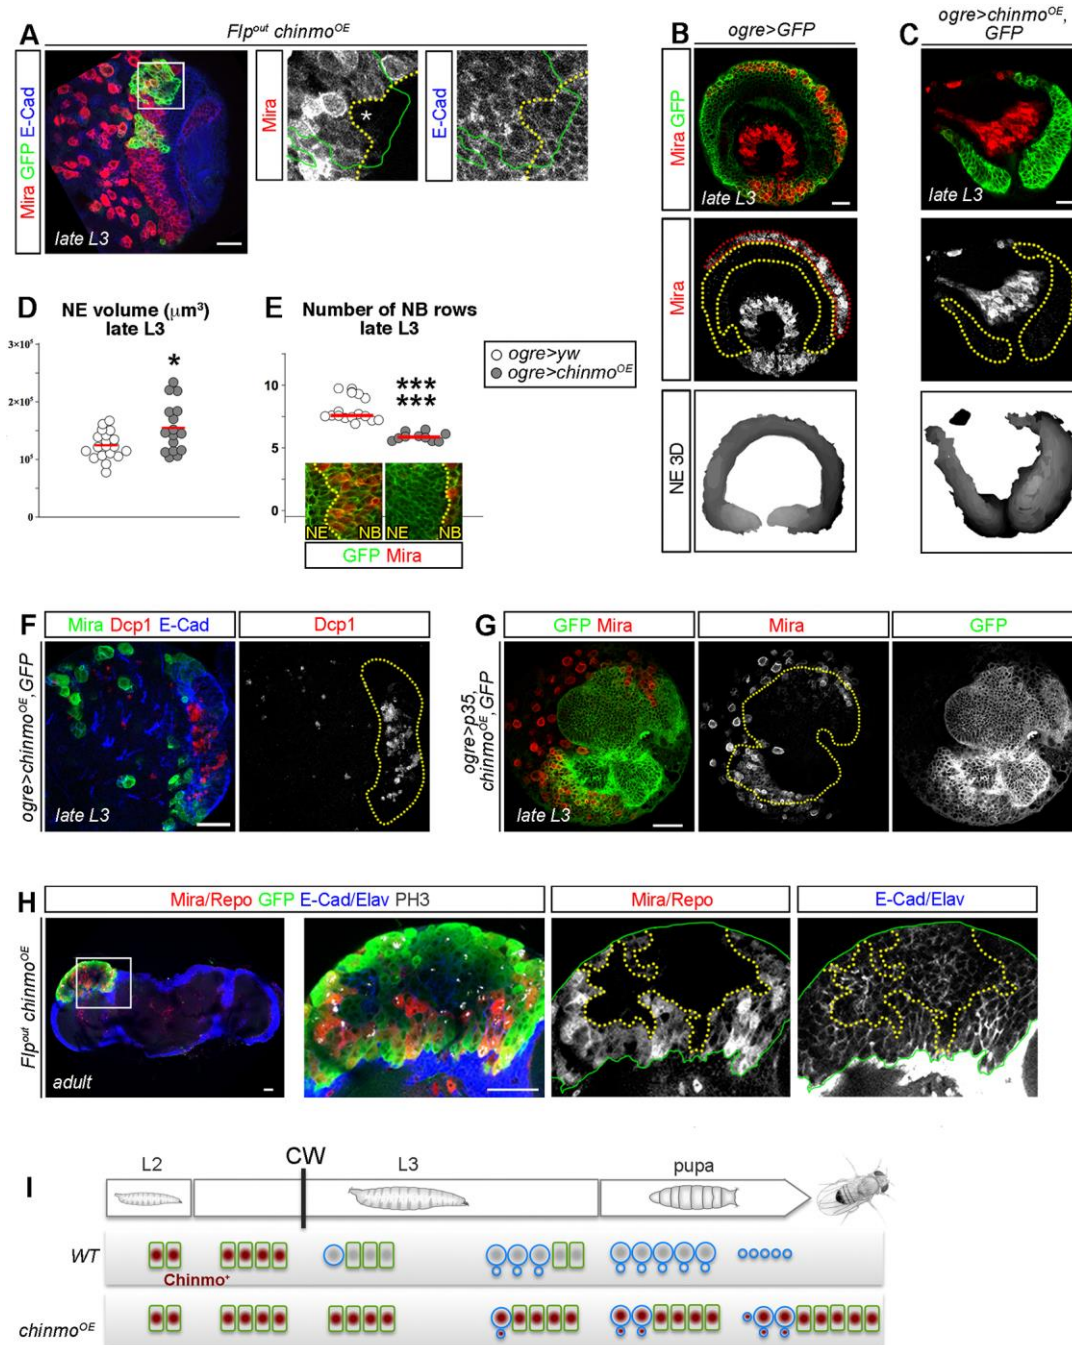 A
Flp^out chinmo^OE
Mira GFP E-Cad
late L3
Mira
*
E-Cad
B
ogre>GFP
Mira GFP
late L3
Mira
NE 3D
C
ogre>chinmo^OE,
GFP
late L3
D
NE volume (μm³)
late L3
3×10⁵
2×10⁵
10⁵
0
*
E
Number of NB rows
late L3
10
5
0
***
***
NE NB NE NB
GFP Mira
ogre>yw
ogre>chinmo^OE
F
Mira Dcp1 E-Cad
Dcp1
ogre>chinmo^OE,GFP
late L3
G
GFP Mira
Mira
GFP
ogre>p35,
chinmo^OE,GFP
late L3
H
Mira/Repo GFP E-Cad/Elav PH3
Mira/Repo
E-Cad/Elav
Flp^out chinmo^OE
adult
I
L2
CW
L3
pupa
WT
Chinmo⁺
chinmo^OE